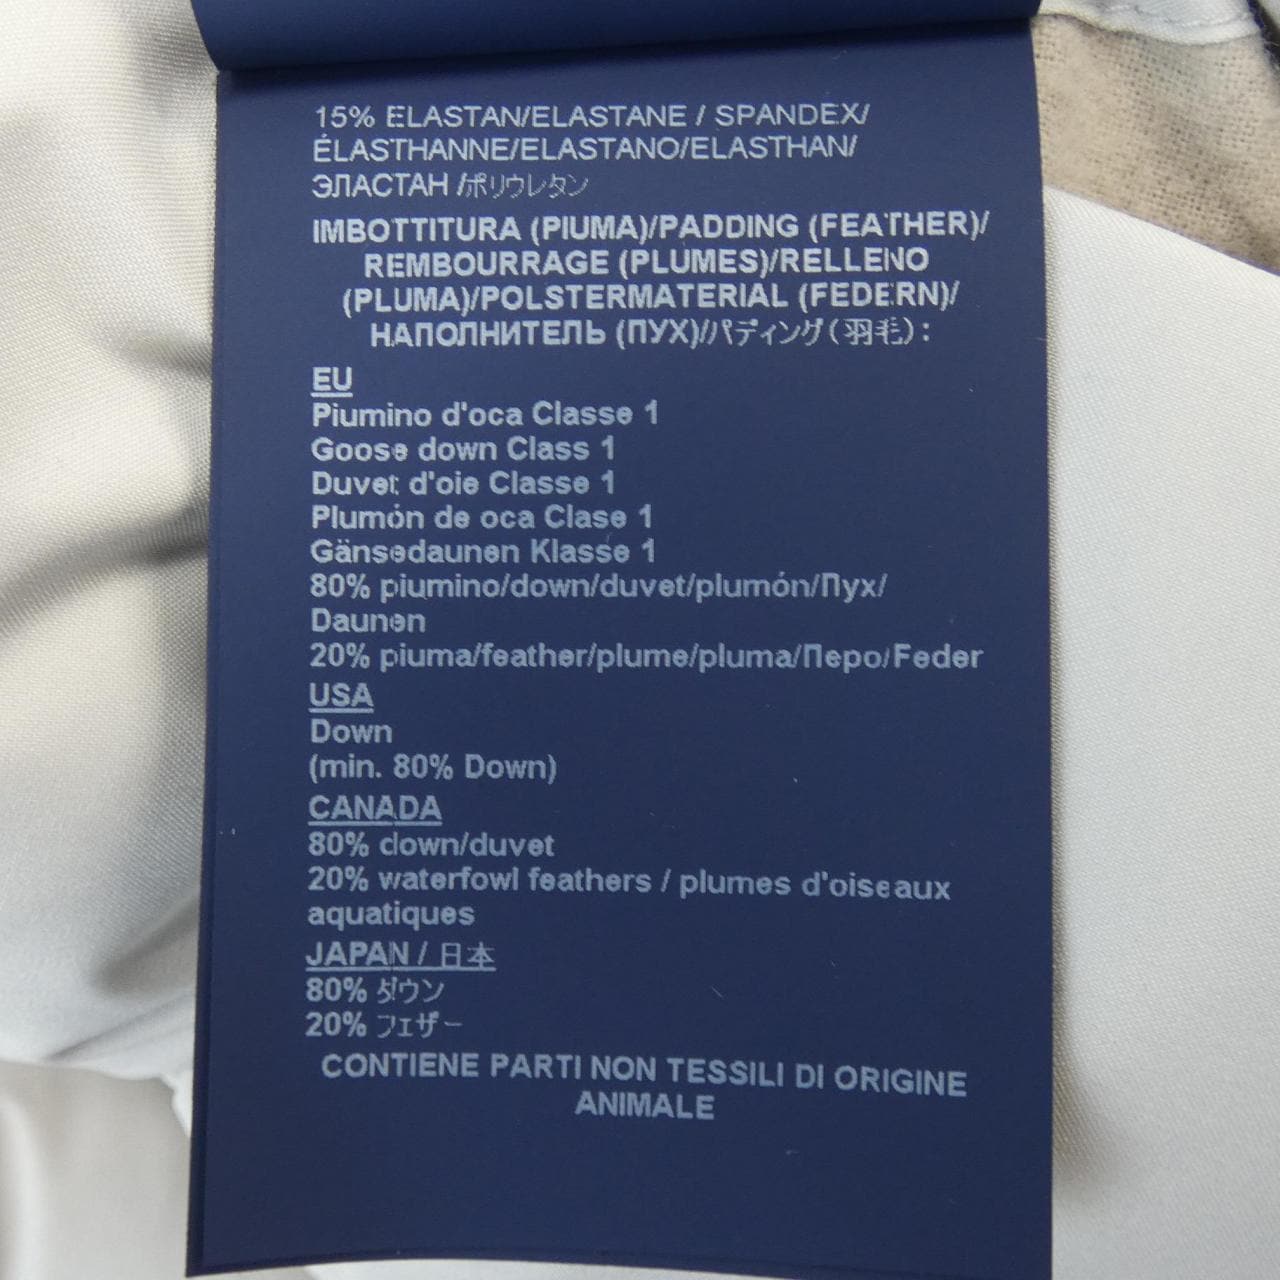 15% ELASTAN/ELASTANE / SPANDEX/
ÉLASTHANNE/ELASTANO/ELASTHAN/
ЭЛАСТАН /ポリウレタン
IMBOTTITURA (PIUMA)/PADDING (FEATHER)/
REMBOURRAGE (PLUMES)/RELLENO
(PLUMA)/POLSTERMATERIAL (FEDERN)/
НАПОЛНИТЕЛЬ (ПУХ)/パディング(羽毛):
EU
Piumino d'oca Classe 1
Goose down Class 1
Duvet d'oie Classe 1
Plumón de oca Clase 1
Gänsedaunen Klasse 1
80% piumino/down/duvet/plumón/Пух/
Daunen
20% piuma/feather/plume/pluma/Перо/Feder
USA
Down
(min. 80% Down)
CANADA
80% down/duvet
20% waterfowl feathers / plumes d'oiseaux
aquatiques
JAPAN / 日本
80% ダウン
20% フェザー
CONTIENE PARTI NON TESSILI DI ORIGINE
ANIMALE